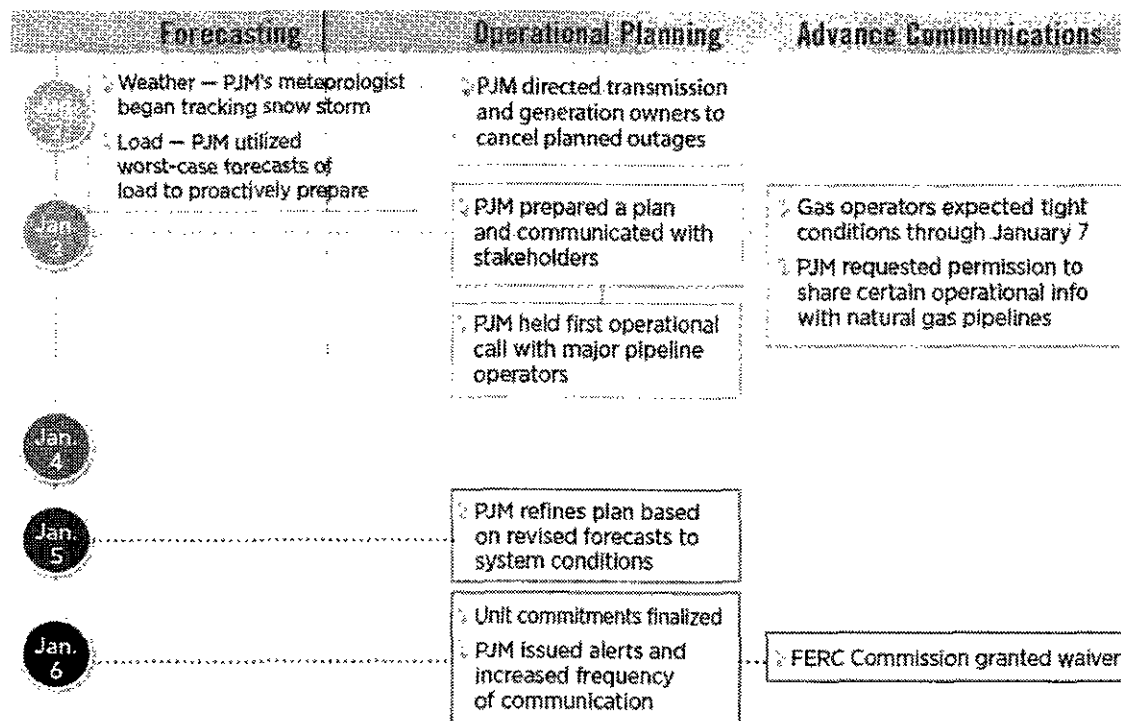 Forecasting
Operational Planning
Advance Communications
Weather — PJM's meteorologist
began tracking snow storm
Load — PJM utilized
worst-case forecasts of
load to proactively prepare
PJM directed transmission
and generation owners to
cancel planned outages
Jan.
PJM prepared a plan
and communicated with
stakeholders
Gas operators expected tight
conditions through January 7
PJM requested permission to
share certain operational info
with natural gas pipelines
PJM held first operational
call with major pipeline
operators
Jan.
4
Jan.
5
PJM refines plan based
on revised forecasts to
system conditions
Jan.
6
Unit commitments finalized
PJM issued alerts and
increased frequency
of communication
FERC Commission granted waiver